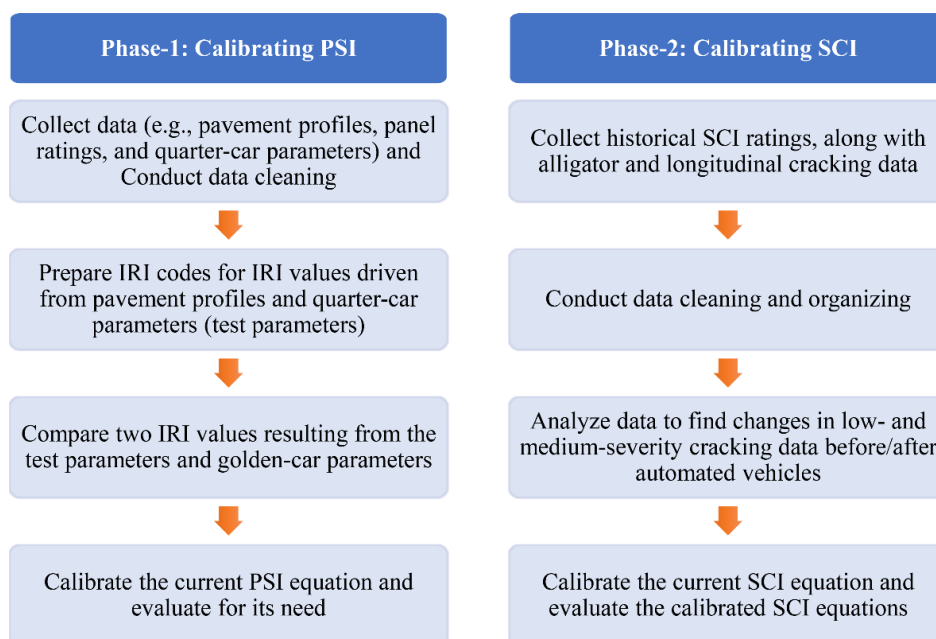 Phase-1: Calibrating PSI
Collect data (e.g., pavement profiles, panel
ratings, and quarter-car parameters) and
Conduct data cleaning
Prepare IRI codes for IRI values driven
from pavement profiles and quarter-car
parameters (test parameters)
Compare two IRI values resulting from the
test parameters and golden-car parameters
Calibrate the current PSI equation and
evaluate for its need
Phase-2: Calibrating SCI
Collect historical SCI ratings, along with
alligator and longitudinal cracking data
Conduct data cleaning and organizing
Analyze data to find changes in low- and
medium-severity cracking data before/after
automated vehicles
Calibrate the current SCI equation and
evaluate the calibrated SCI equations